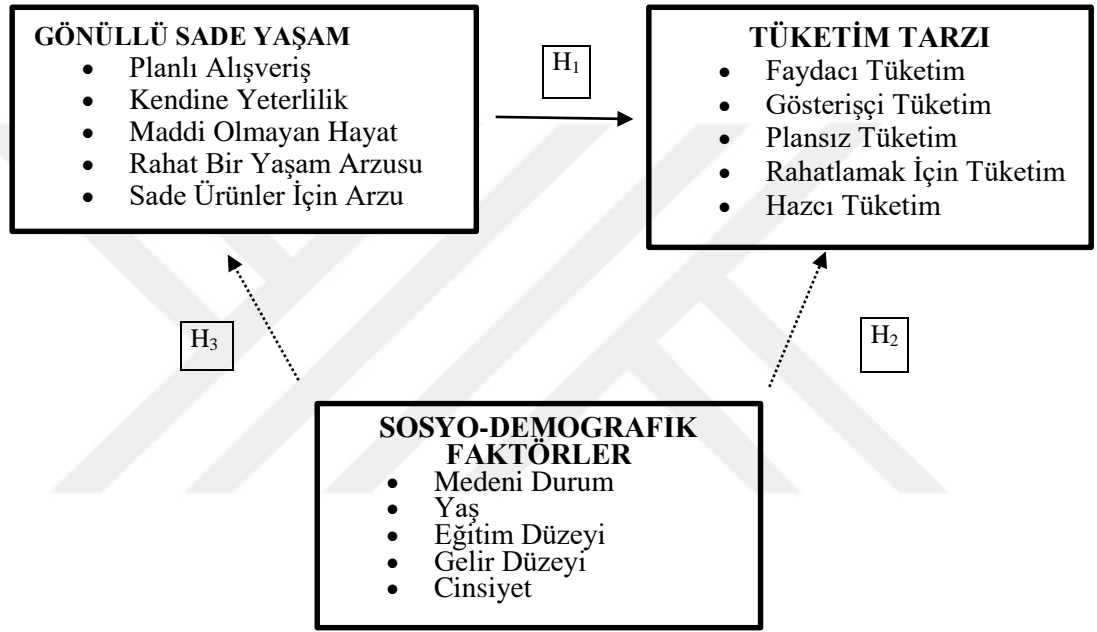 GÖNÜLLÜ SADE YAŞAM
• Planlı Alışveriş
• Kendine Yeterlilik
• Maddi Olmayan Hayat
• Rahat Bir Yaşam Arzusu
• Sade Ürünler İçin Arzu
H₁
TÜKETİM TARZI
• Faydacı Tüketim
• Gösterişçi Tüketim
• Plansız Tüketim
• Rahatlamak İçin Tüketim
• Hazcı Tüketim
H₃
H₂
SOSYO-DEMOGRAFİK
FAKTÖRLER
• Medeni Durum
• Yaş
• Eğitim Düzeyi
• Gelir Düzeyi
• Cinsiyet